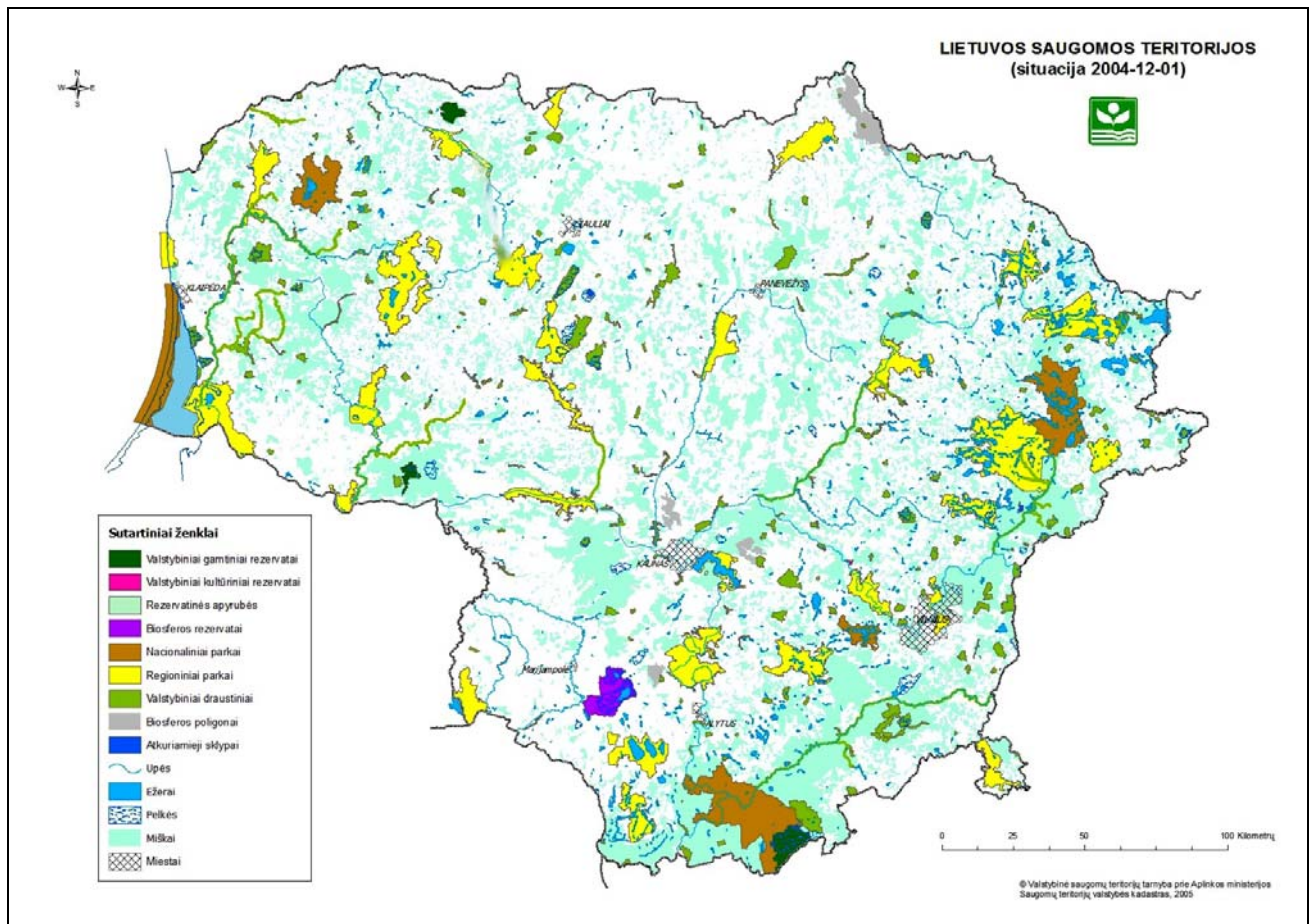 LIETUVOS SAUGOMOS TERITORIJOS
(situacija 2004-12-01)
N
W E
S
ŠIAULIAI
KLAIPĖDA
PANEVĖŽYS
KAUNAS
VILNIUS
Marijampolė
ALYTUS
Sutartiniai ženklai
Valstybiniai gamtiniai rezervatai
Valstybiniai kultūriniai rezervatai
Rezervatinės apyrubės
Biosferos rezervatai
Nacionaliniai parkai
Regioniniai parkai
Valstybiniai draustiniai
Biosferos poligonai
Atkuriamieji sklypai
Upės
Ežerai
Pelkės
Miškai
Miestai
0 25 50 100 Kilometrų
© Valstybinė saugomų teritorijų tarnyba prie Aplinkos ministerijos
Saugomų teritorijų valstybės kadastras, 2005